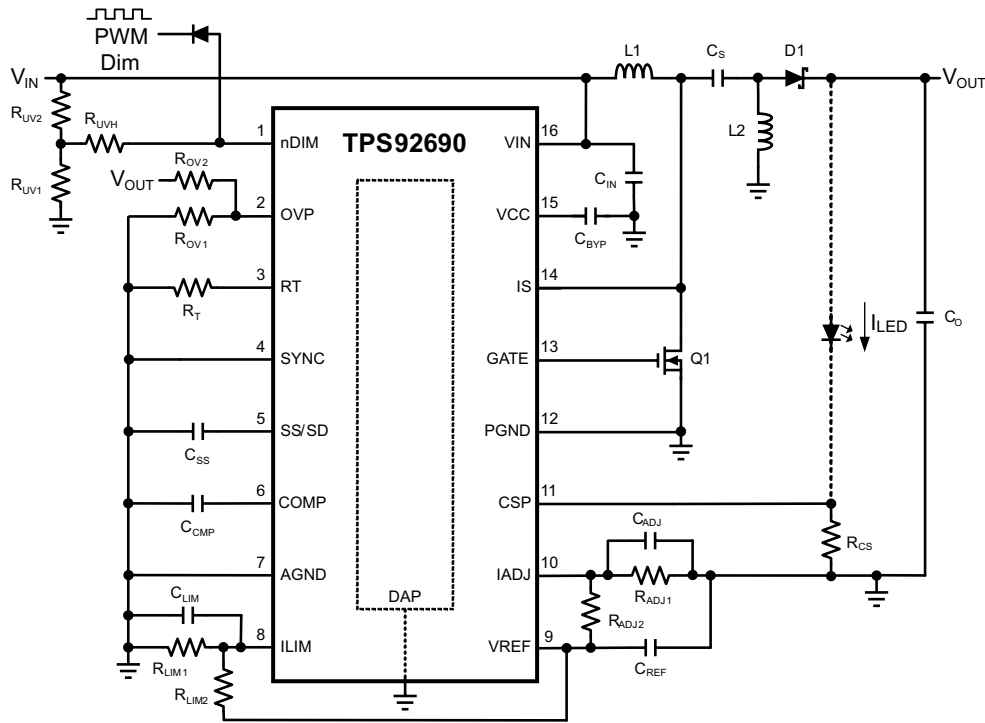 PWM
Dim
L1
CS
D1
VIN
VOUT
RUV2
RUVH
1
nDIM
TPS92690
VIN
16
L2
RUV1
ROV2
VOUT
CIN
2
OVP
VCC
15
ROV1
CBYP
3
RT
IS
14
RT
ILED
CO
4
SYNC
GATE
13
Q1
5
SS/SD
PGND
12
CSS
6
COMP
CSP
11
CCMP
CADJ
RCS
7
AGND
IADJ
10
CLIM
DAP
RADJ1
RADJ2
8
ILIM
VREF
9
RLIM1
CREF
RLIM2